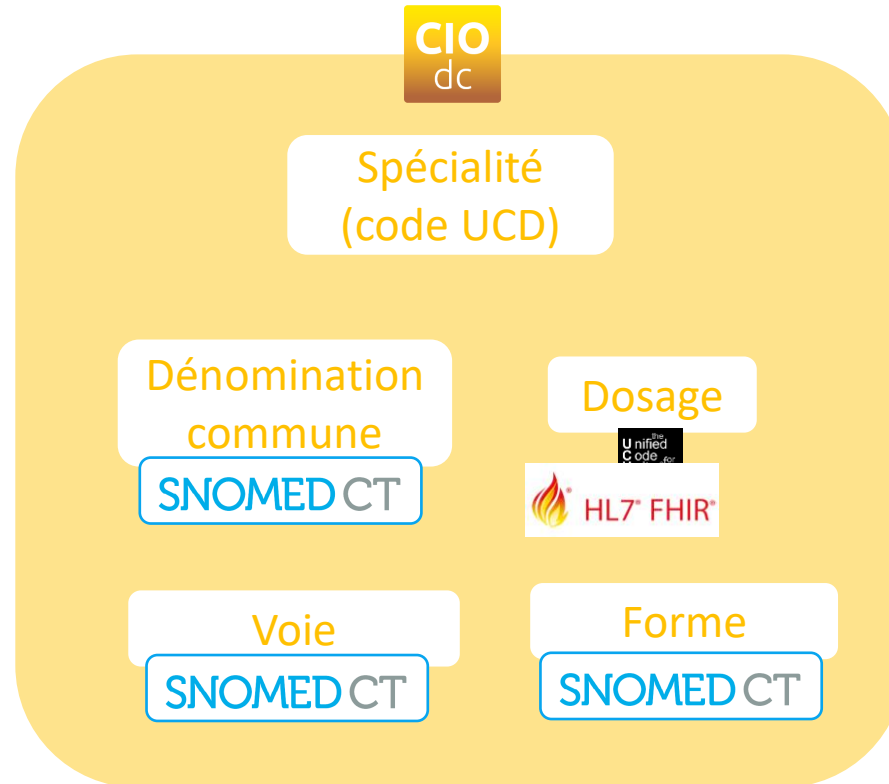 CIO
dc
Spécialité
(code UCD)
Dénomination
commune
SNOMED CT
Dosage
the
Unified
Code for
HL7® FHIR®
Voie
SNOMED CT
Forme
SNOMED CT